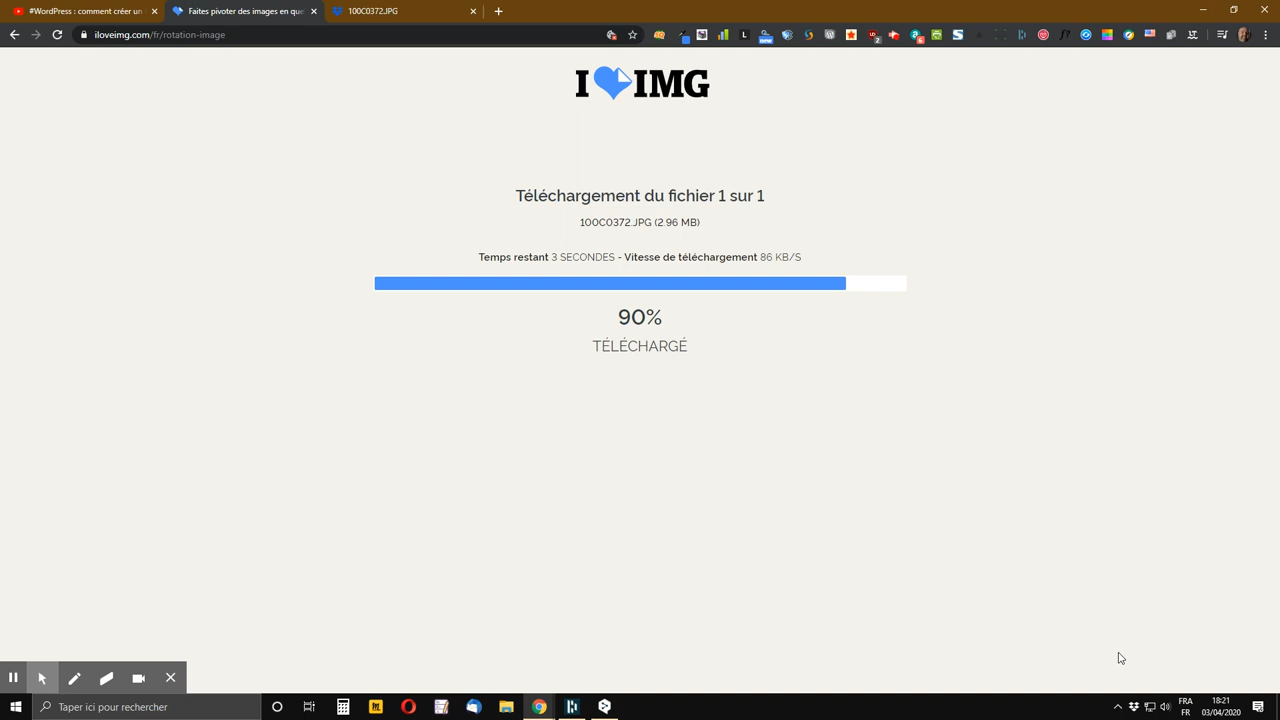 #WordPress : comment créer un
Faites pivoter des images en que
100C0372.JPG
iloveimg.com/fr/rotation-image
I IMG
Téléchargement du fichier 1 sur 1
100C0372.JPG (2.96 MB)
Temps restant 3 SECONDES - Vitesse de téléchargement 86 KB/S
90%
TÉLÉCHARGÉ
Taper ici pour rechercher
FRA
FR
18:21
03/04/2020